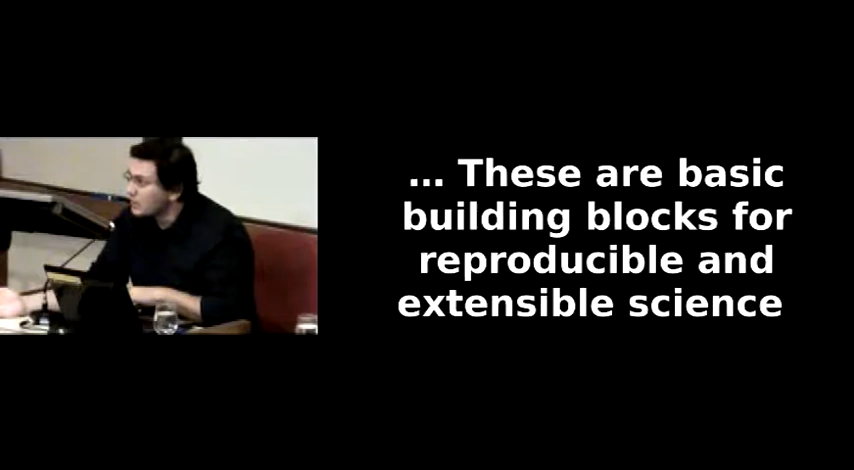 ... These are basic
building blocks for
reproducible and
extensible science